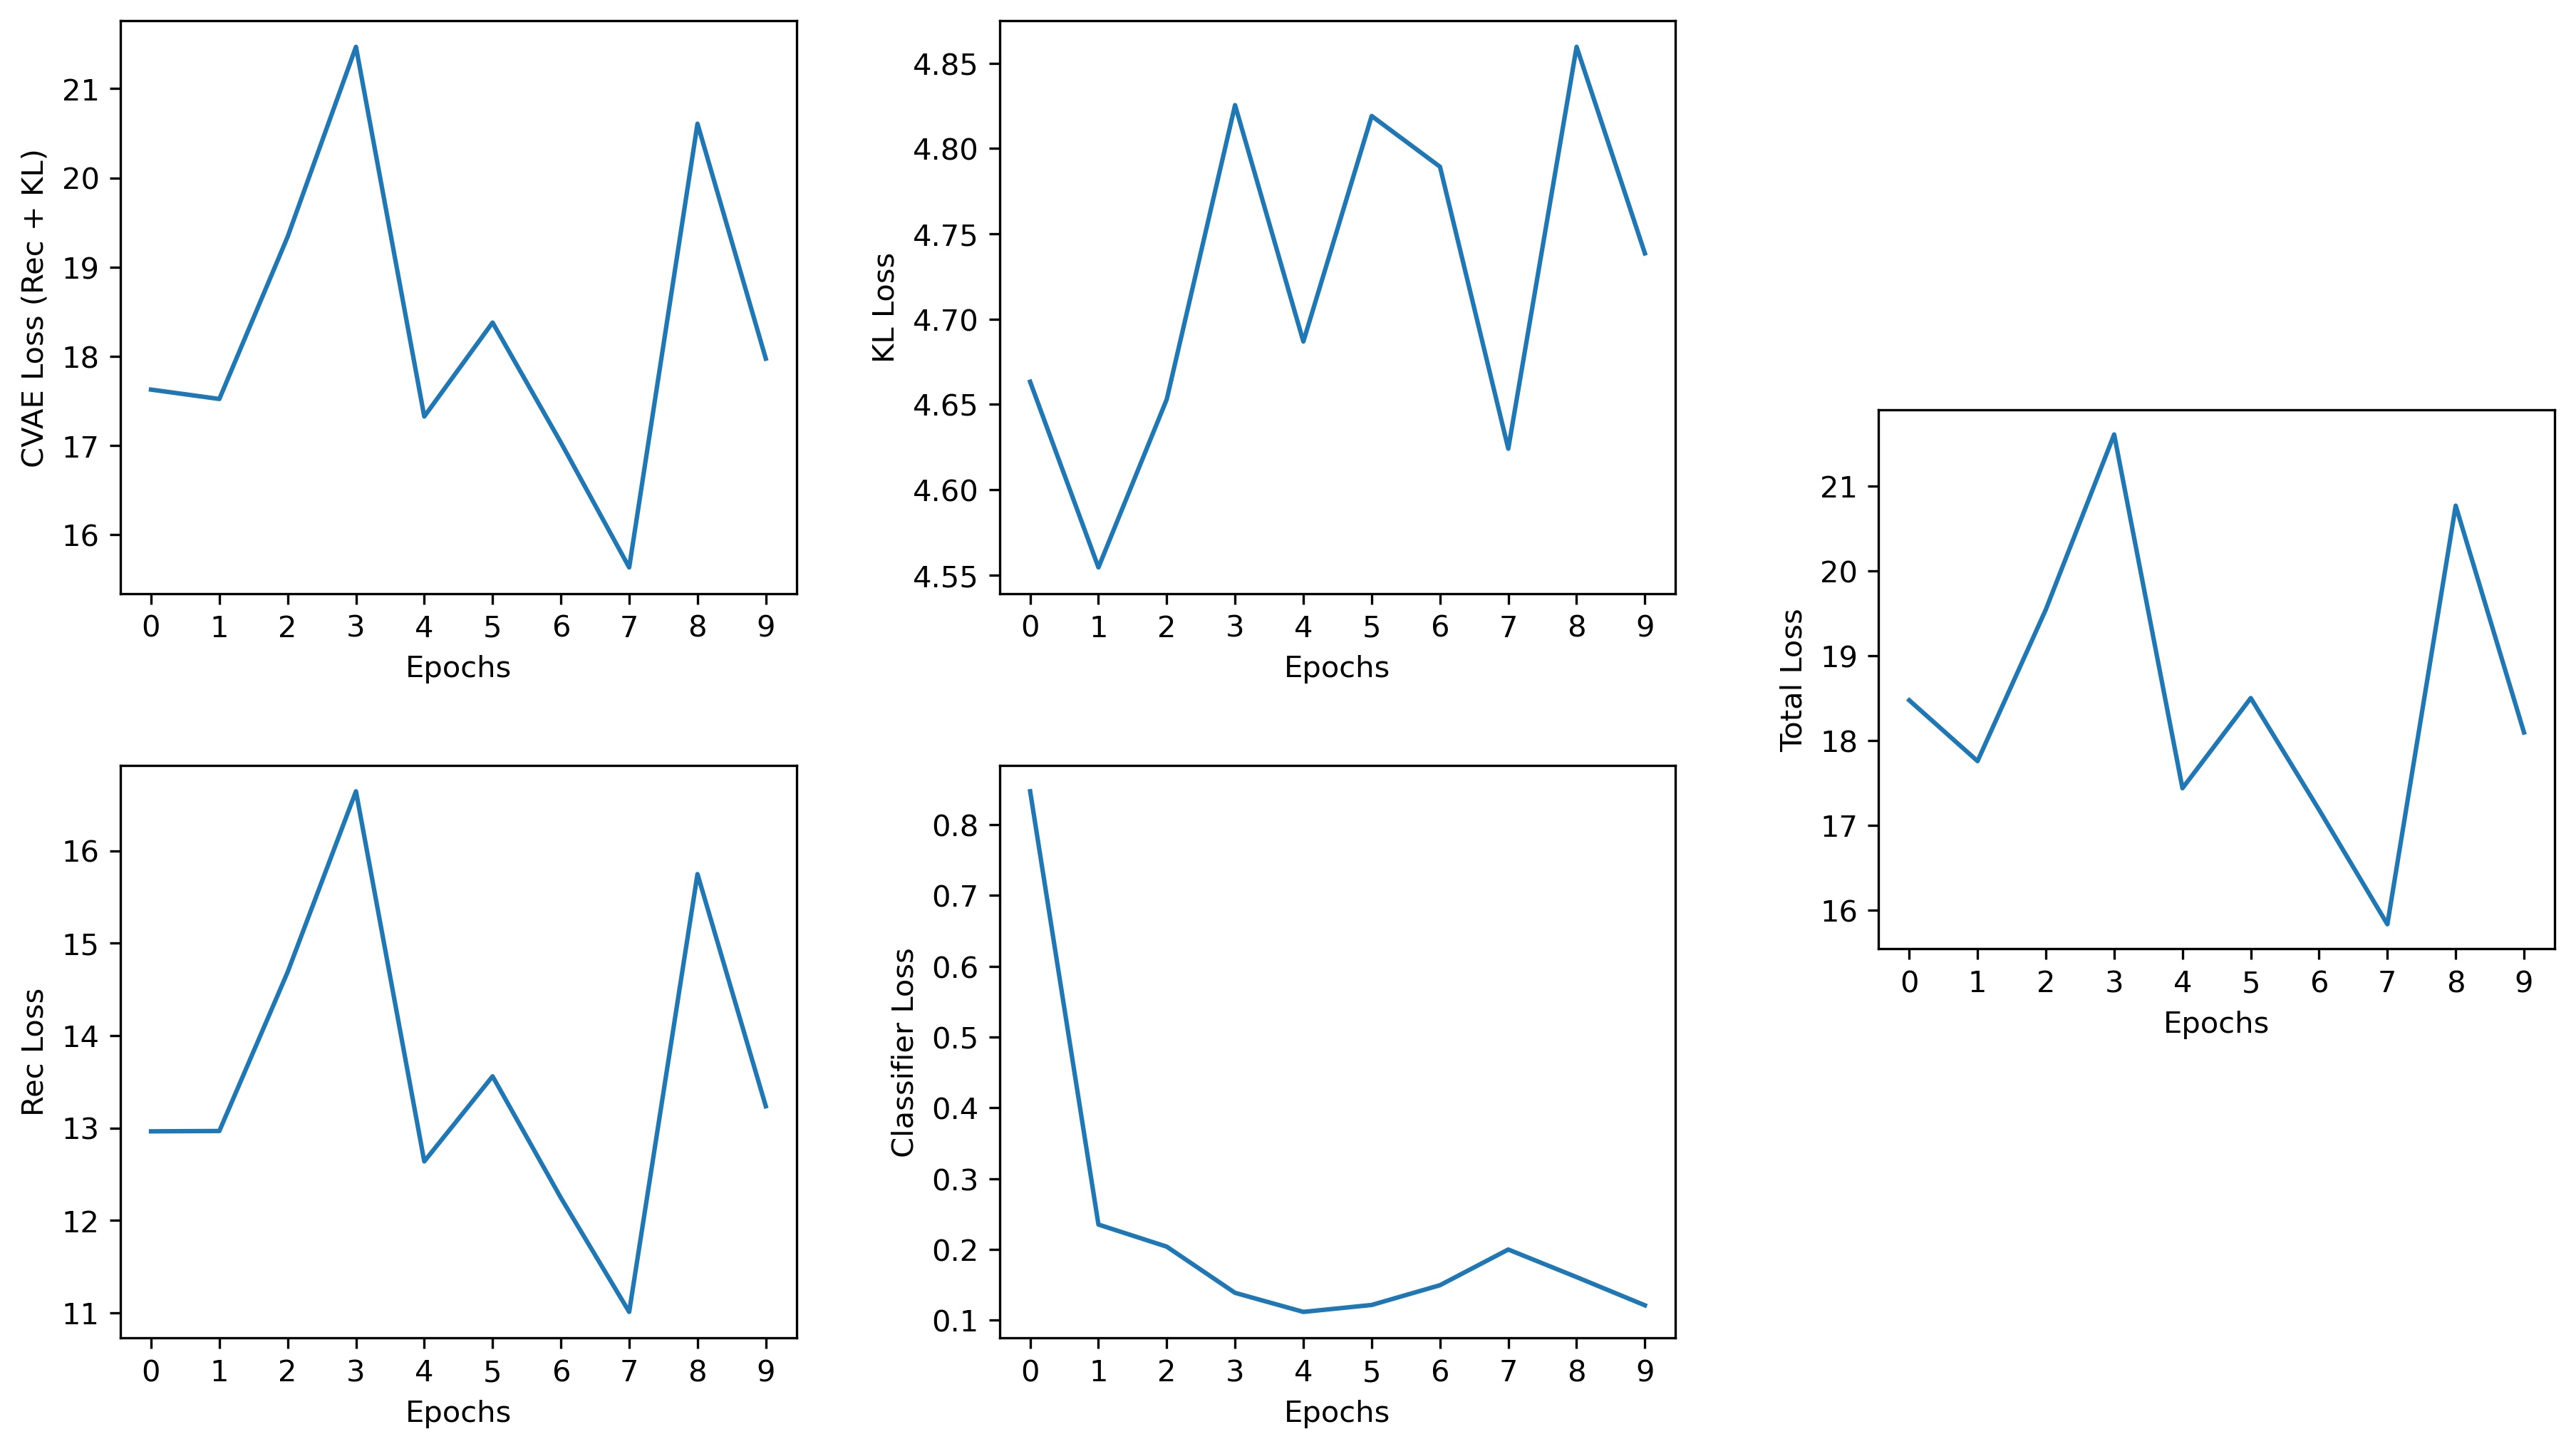 CVAE Loss (Rec + KL)
21
20
19
18
17
16
0 1 2 3 4 5 6 7 8 9
Epochs
KL Loss
4.85
4.80
4.75
4.70
4.65
4.60
4.55
0 1 2 3 4 5 6 7 8 9
Epochs
Rec Loss
16
15
14
13
12
11
0 1 2 3 4 5 6 7 8 9
Epochs
Classifier Loss
0.8
0.7
0.6
0.5
0.4
0.3
0.2
0.1
0 1 2 3 4 5 6 7 8 9
Epochs
Total Loss
21
20
19
18
17
16
0 1 2 3 4 5 6 7 8 9
Epochs